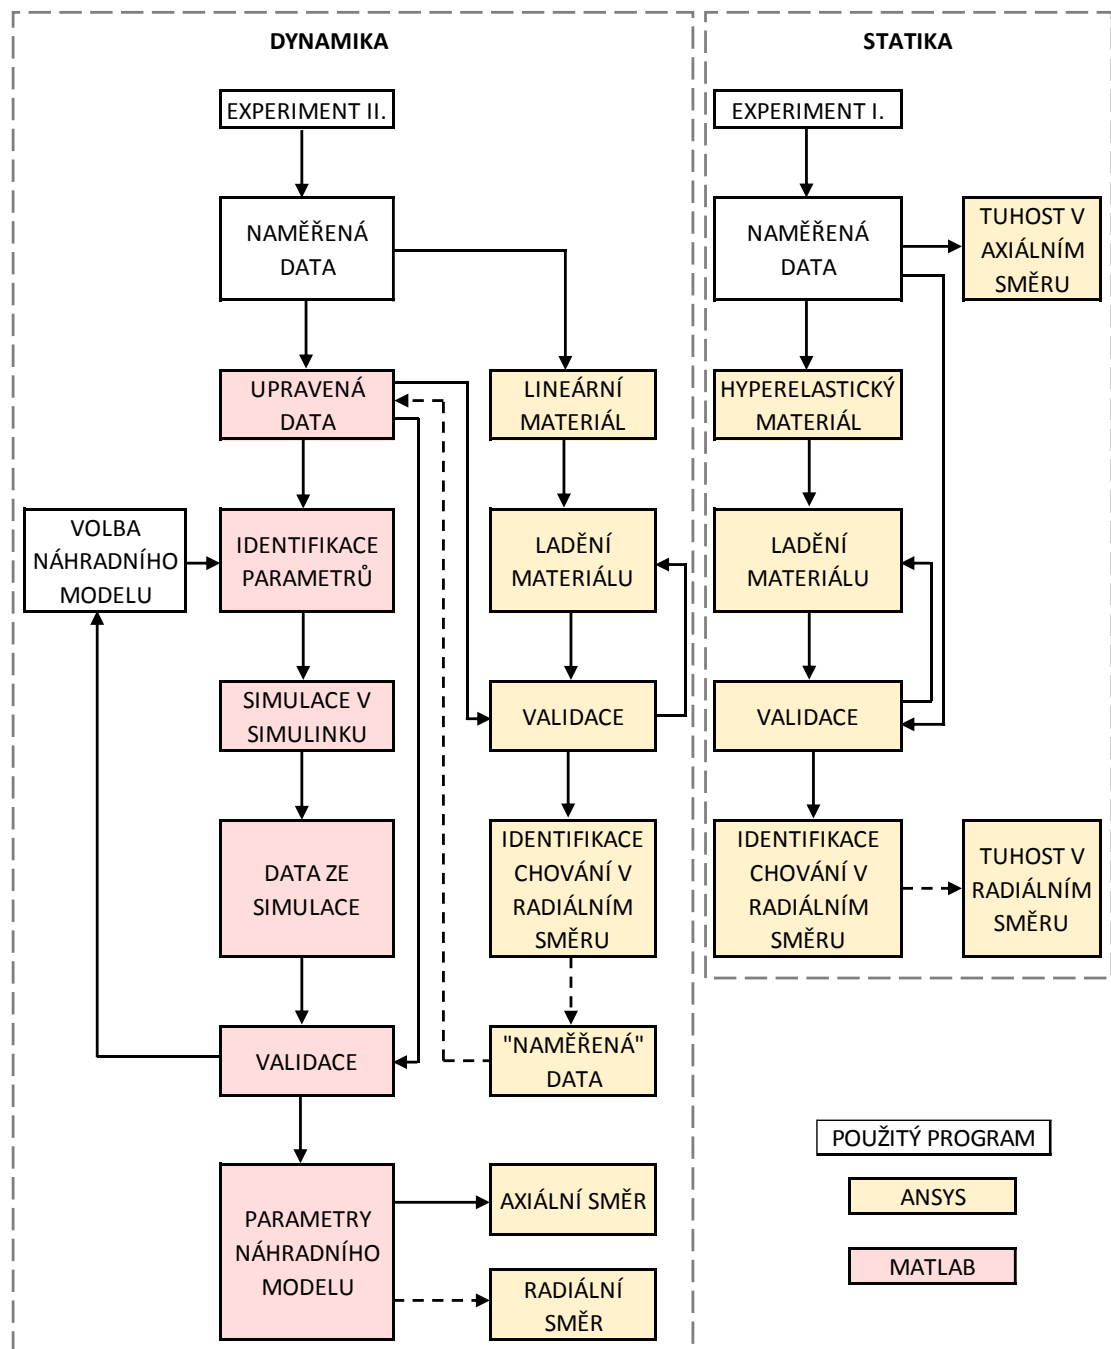 DYNAMIKA
EXPERIMENT II.
NAMĚŘENÁ
DATA
UPRAVENÁ
DATA
LINEÁRNÍ
MATERIÁL
VOLBA
NÁHRADNÍHO
MODELU
IDENTIFIKACE
PARAMETRŮ
LADĚNÍ
MATERIÁLU
SIMULACE V
SIMULINKU
VALIDACE
DATA ZE
SIMULACE
IDENTIFIKACE
CHOVÁNÍ V
RADIÁLNÍM
SMĚRU
VALIDACE
"NAMĚŘENÁ"
DATA
PARAMETRY
NÁHRADNÍHO
MODELU
AXIÁLNÍ SMĚR
RADIÁLNÍ
SMĚR
STATIKA
EXPERIMENT I.
NAMĚŘENÁ
DATA
TUHOST V
AXIÁLNÍM
SMĚRU
HYPERELASTICKÝ
MATERIÁL
LADĚNÍ
MATERIÁLU
VALIDACE
IDENTIFIKACE
CHOVÁNÍ V
RADIÁLNÍM
SMĚRU
TUHOST V
RADIÁLNÍM
SMĚRU
POUŽITÝ PROGRAM
ANSYS
MATLAB